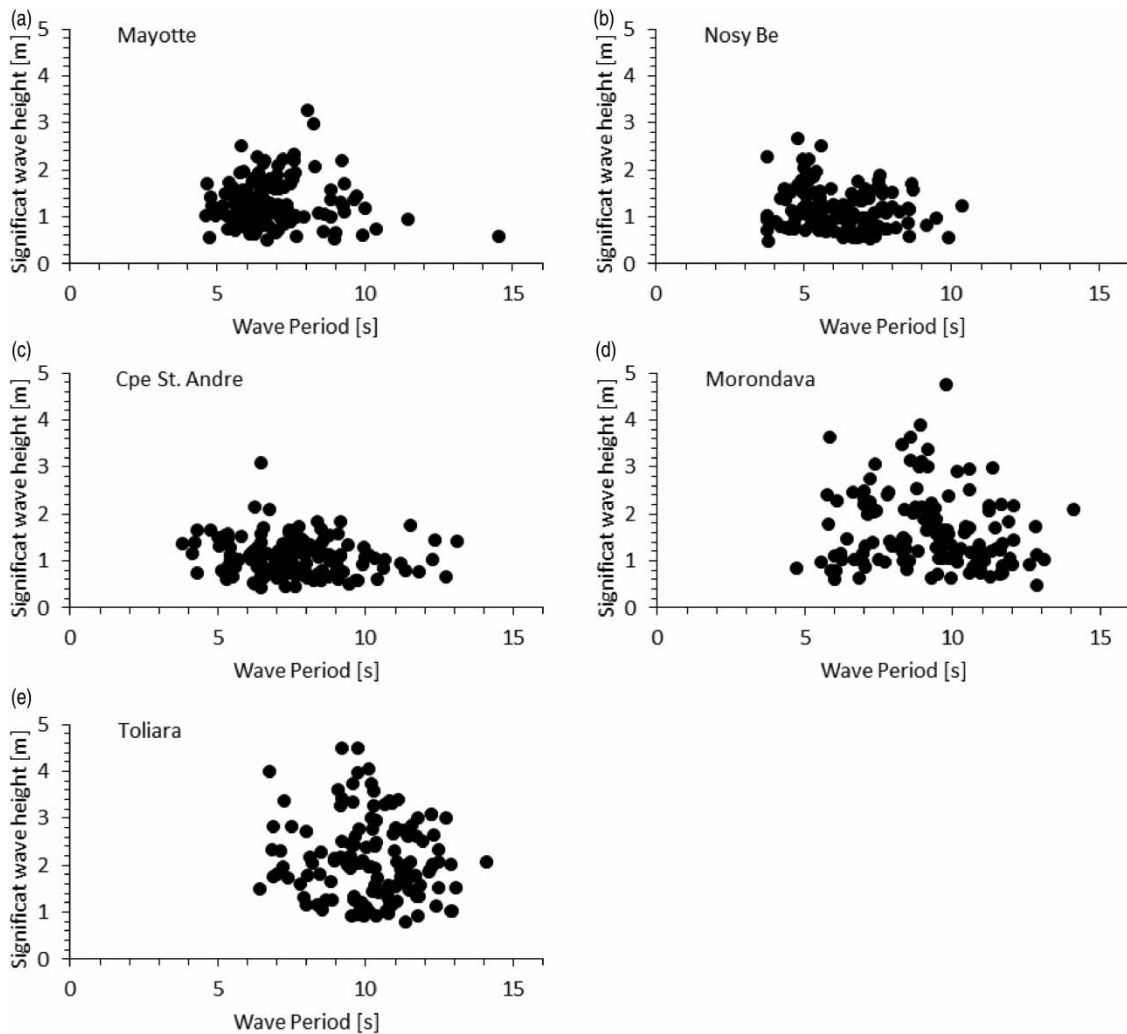 (a)
Mayotte
Significat wave height [m]
5
4
3
2
1
0
0 5 10 15
Wave Period [s]
(b)
Nosy Be
Significat wave height [m]
5
4
3
2
1
0
0 5 10 15
Wave Period [s]
(c)
Cpe St. Andre
Significat wave height [m]
5
4
3
2
1
0
0 5 10 15
Wave Period [s]
(d)
Morondava
Significat wave height [m]
5
4
3
2
1
0
0 5 10 15
Wave Period [s]
(e)
Toliara
Significat wave height [m]
5
4
3
2
1
0
0 5 10 15
Wave Period [s]